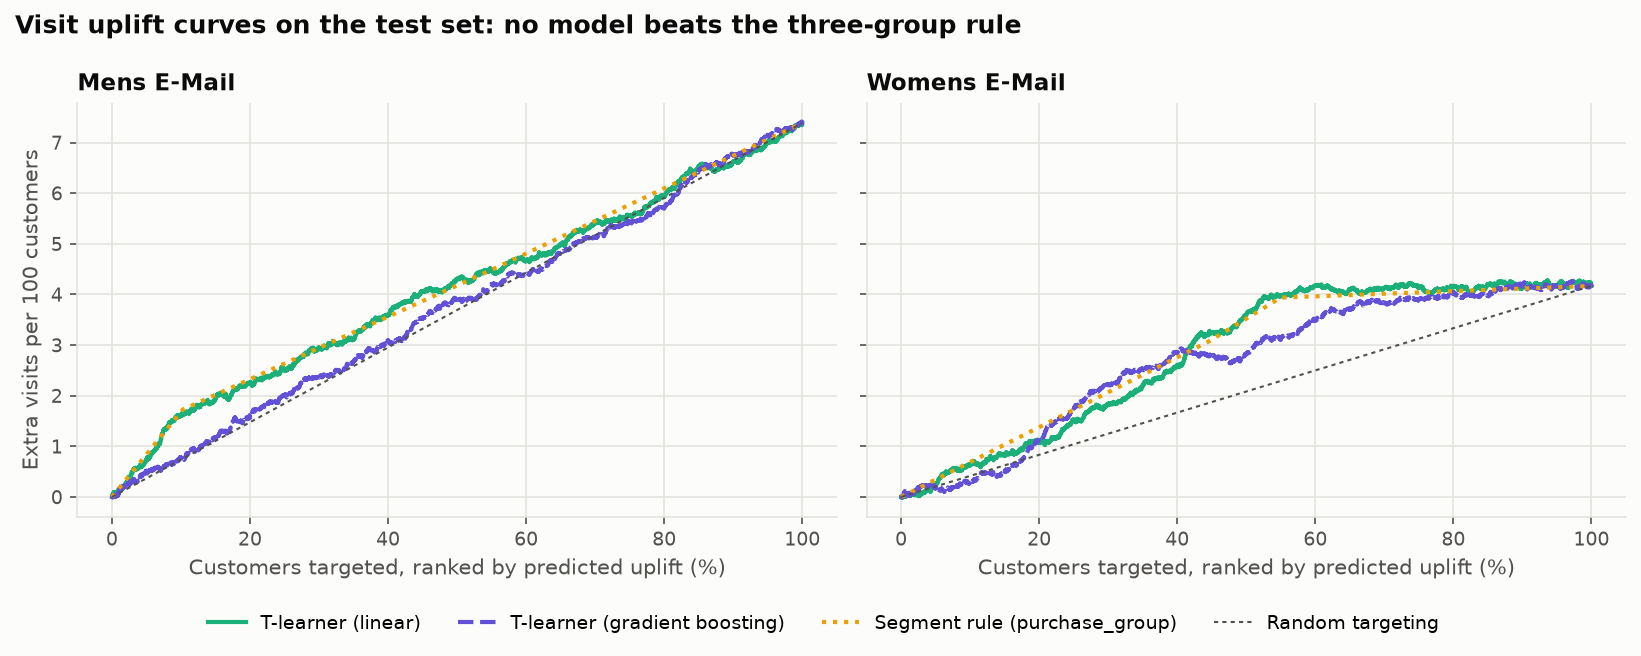 Visit uplift curves on the test set: no model beats the three-group rule
Mens E-Mail
Womens E-Mail
Extra visits per 100 customers
7
6
5
4
3
2
1
0
0 20 40 60 80 100
0 20 40 60 80 100
Customers targeted, ranked by predicted uplift (%)
Customers targeted, ranked by predicted uplift (%)
T-learner (linear)
T-learner (gradient boosting)
Segment rule (purchase_group)
Random targeting